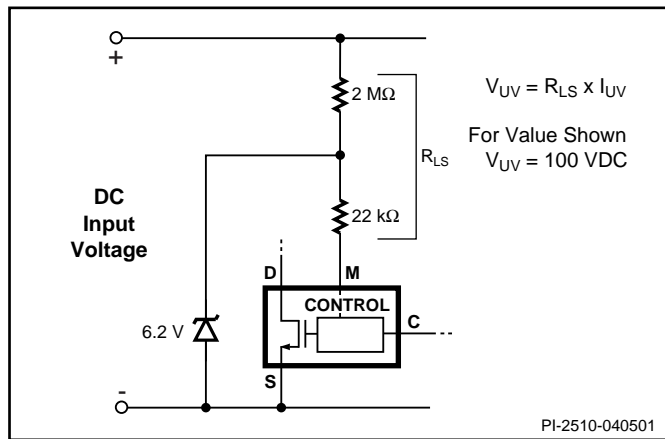 +
2 MΩ
V_UV = R_LS x I_UV
For Value Shown
V_UV = 100 VDC
R_LS
DC
Input
Voltage
22 kΩ
D
M
CONTROL
C
6.2 V
S
-
PI-2510-040501